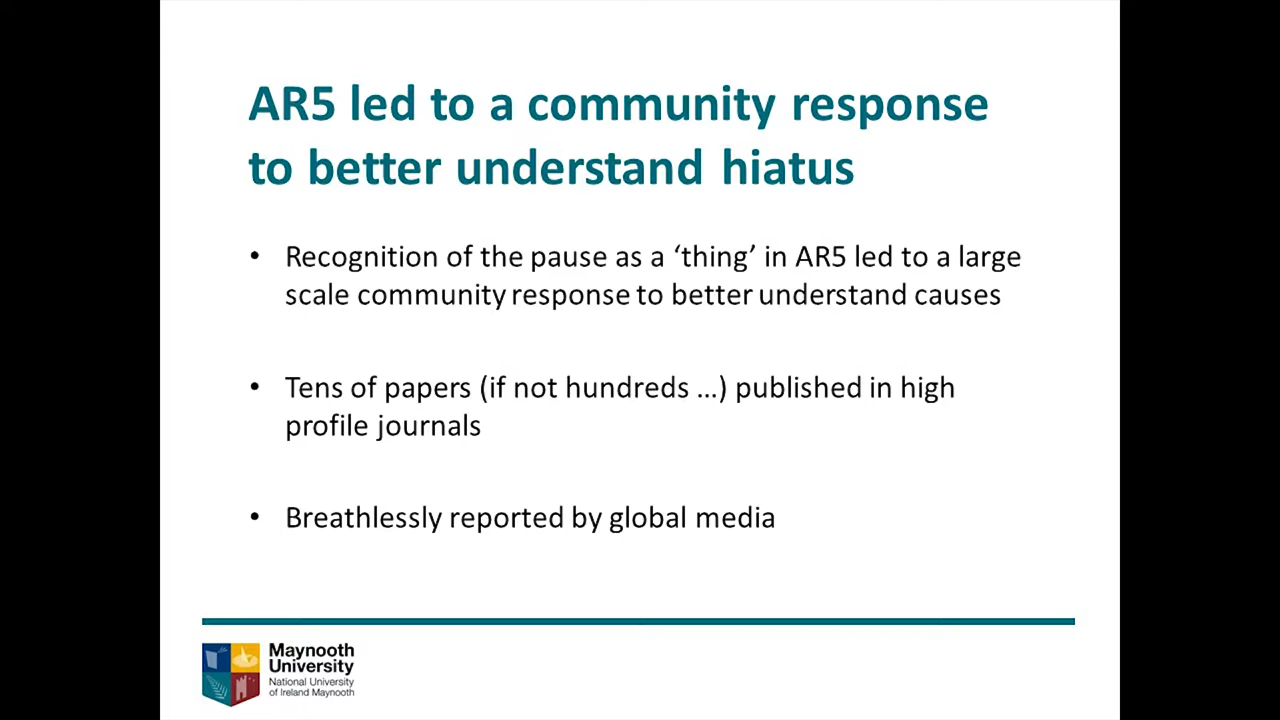 AR5 led to a community response
to better understand hiatus
• Recognition of the pause as a ‘thing’ in AR5 led to a large
scale community response to better understand causes
• Tens of papers (if not hundreds …) published in high
profile journals
• Breathlessly reported by global media
Maynooth
University
National University
of Ireland Maynooth